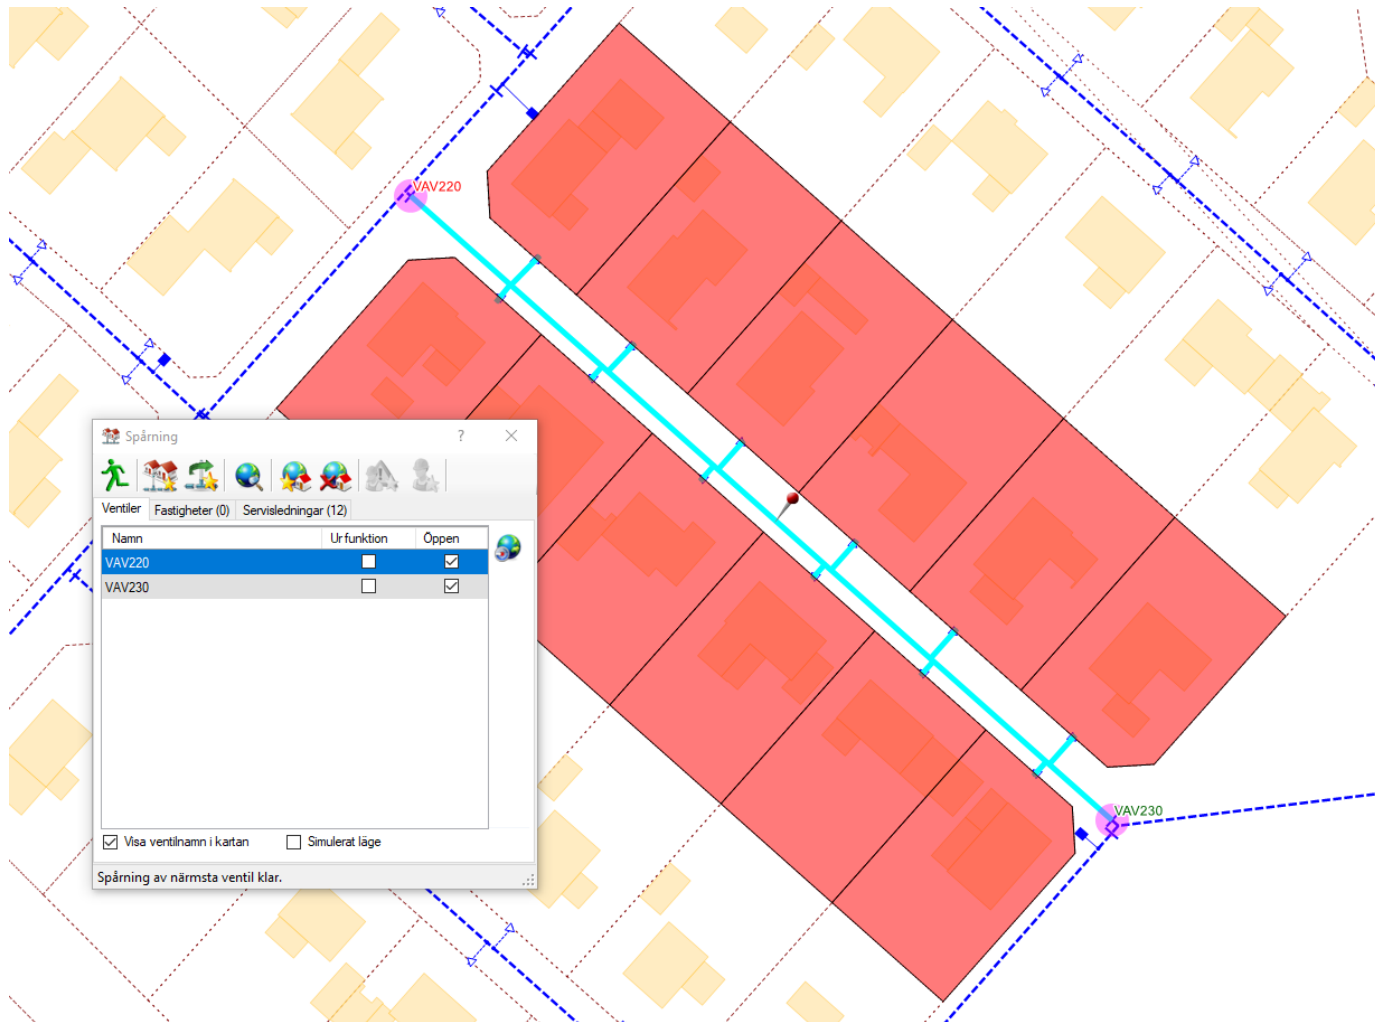 VAV220
Spårning
?
Ventiler Fastigheter (0) Servisledningar (12)
Namn Ur funktion Öppen
VAV220
VAV230
Visa ventilnamn i kartan Simulerat läge
Spårning av närmsta ventil klar.
VAV230